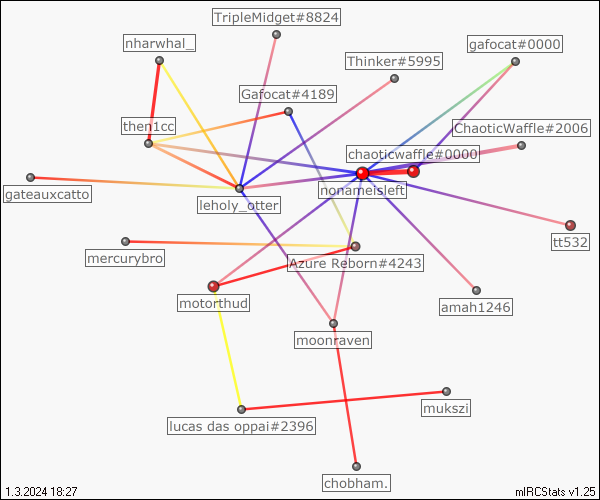 TripleMidget#8824
nharwhal_
gafocat#0000
Thinker#5995
Gafocat#4189
then1cc
ChaoticWaffle#2006
chaoticwaffle#0000
nonameisleft
gateauxcatto
leholy_otter
tt532
mercurybro
Azure Reborn#4243
motorthud
amah1246
moonraven
mukszi
lucas das oppai#2396
chobham.
1.3.2024 18:27
mIRCStats v1.25